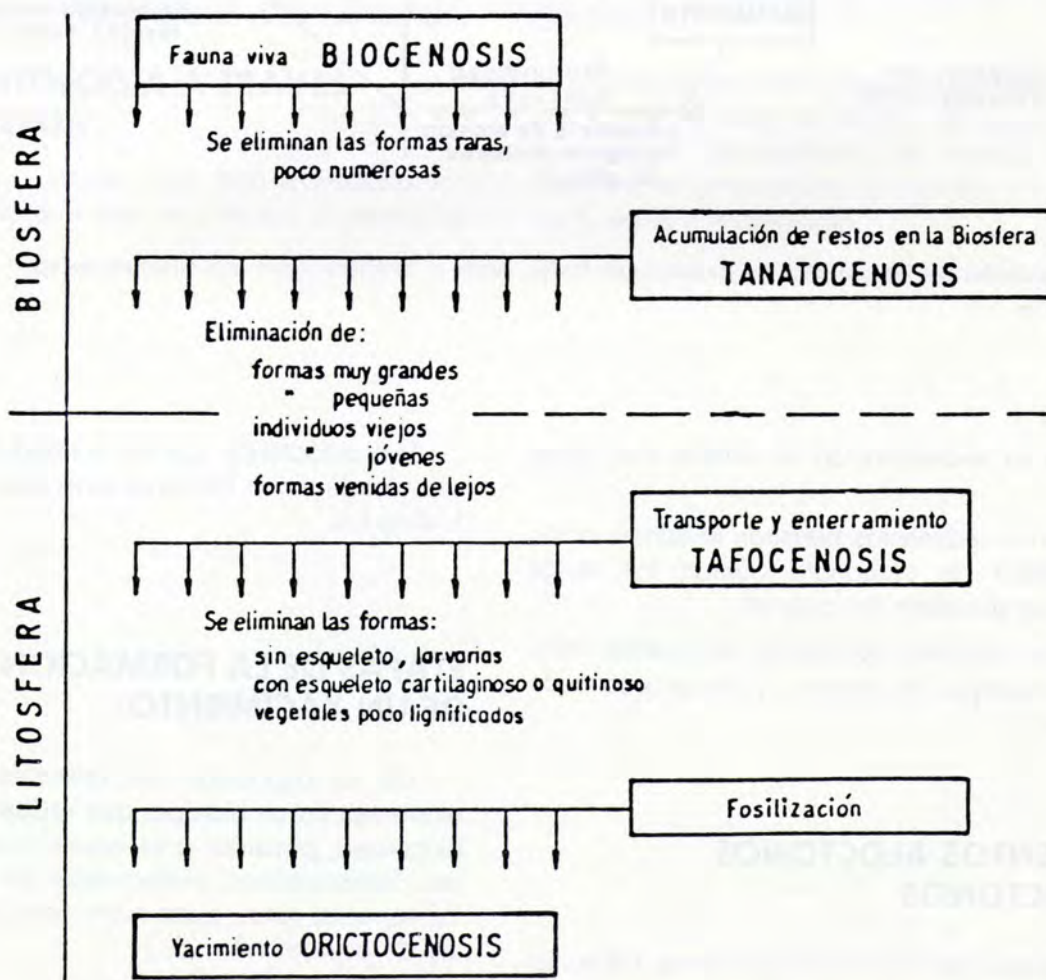 BIOSFERA
Fauna viva BIOCENOSIS
Se eliminan las formas raras,
poco numerosas
Acumulación de restos en la Biosfera
TANATOCENOSIS
Eliminación de:
formas muy grandes
" pequeñas
individuos viejos
" jóvenes
formas venidas de lejos
LITOSFERA
Transporte y enterramiento
TAFOCENOSIS
Se eliminan las formas:
sin esqueleto, larvarias
con esqueleto cartilaginoso o quitinoso
vegetales poco lignificados
Fosilización
Yacimiento ORICTOCENOSIS